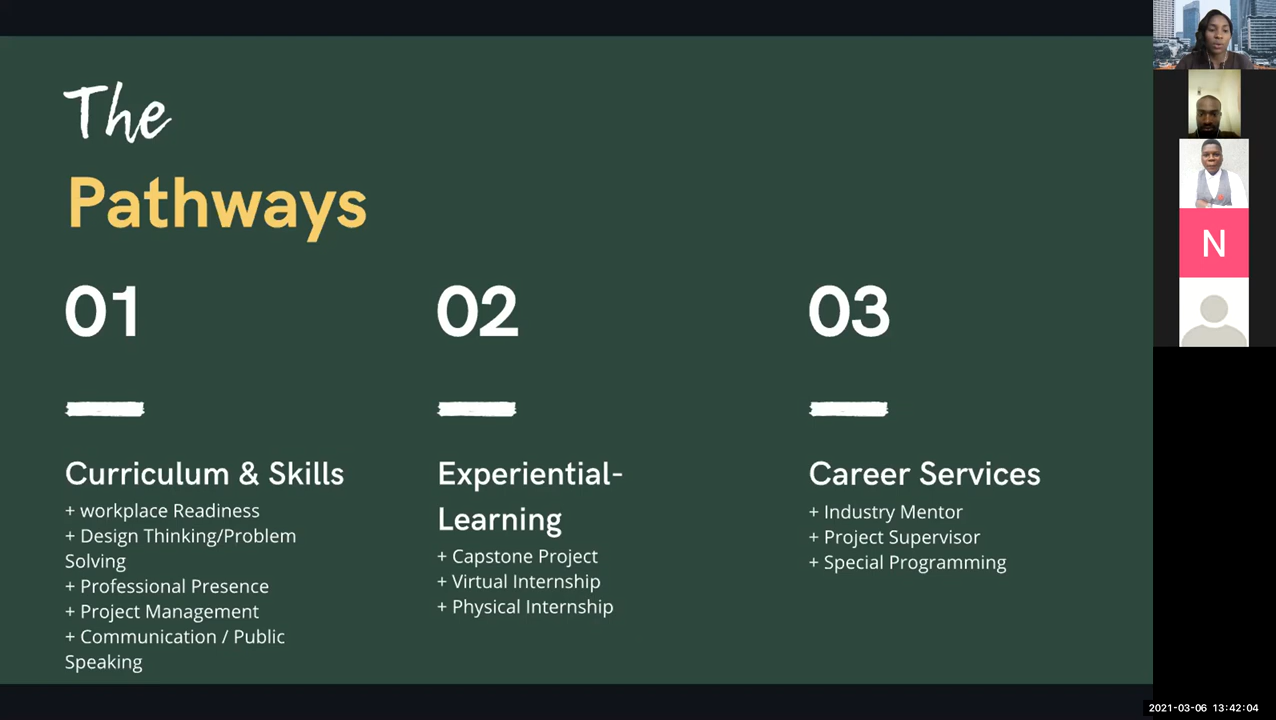 The
Pathways
01
Curriculum & Skills
+ workplace Readiness
+ Design Thinking/Problem
Solving
+ Professional Presence
+ Project Management
+ Communication / Public
Speaking
02
Experiential-
Learning
+ Capstone Project
+ Virtual Internship
+ Physical Internship
03
Career Services
+ Industry Mentor
+ Project Supervisor
+ Special Programming
N
2021-03-06 13:42:04